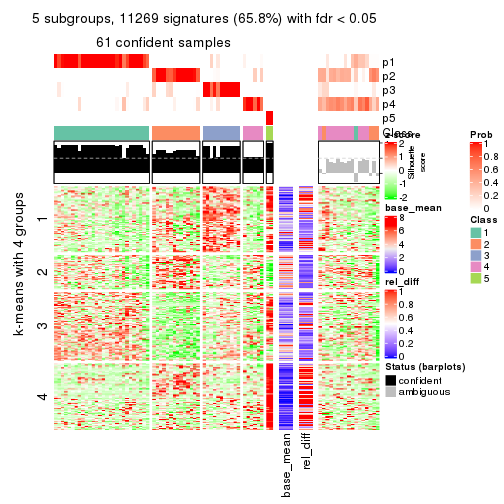 5 subgroups, 11269 signatures (65.8%) with fdr < 0.05
61 confident samples
p1
p2
p3
p4
p5
Class
z-score
2
1
0
-1
-2
Silhouette
score
Prob
1
0.8
0.6
0.4
0.2
0
base_mean
8
6
4
2
0
Class
1
2
3
4
5
rel_diff
1
0.8
0.6
0.4
0.2
0
Status (barplots)
confident
ambiguous
k-means with 4 groups
1
2
3
4
base_mean
rel_diff